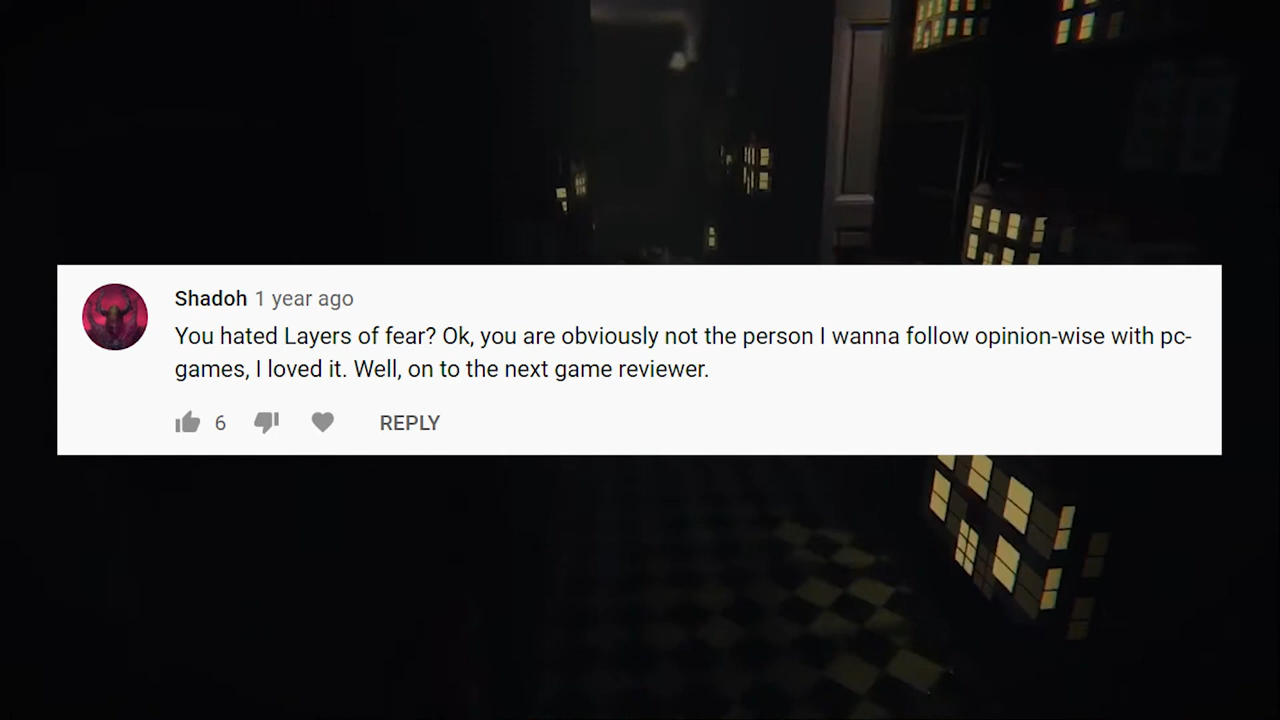 Shadoh 1 year ago
You hated Layers of fear? Ok, you are obviously not the person I wanna follow opinion-wise with pc-
games, I loved it. Well, on to the next game reviewer.
6 REPLY